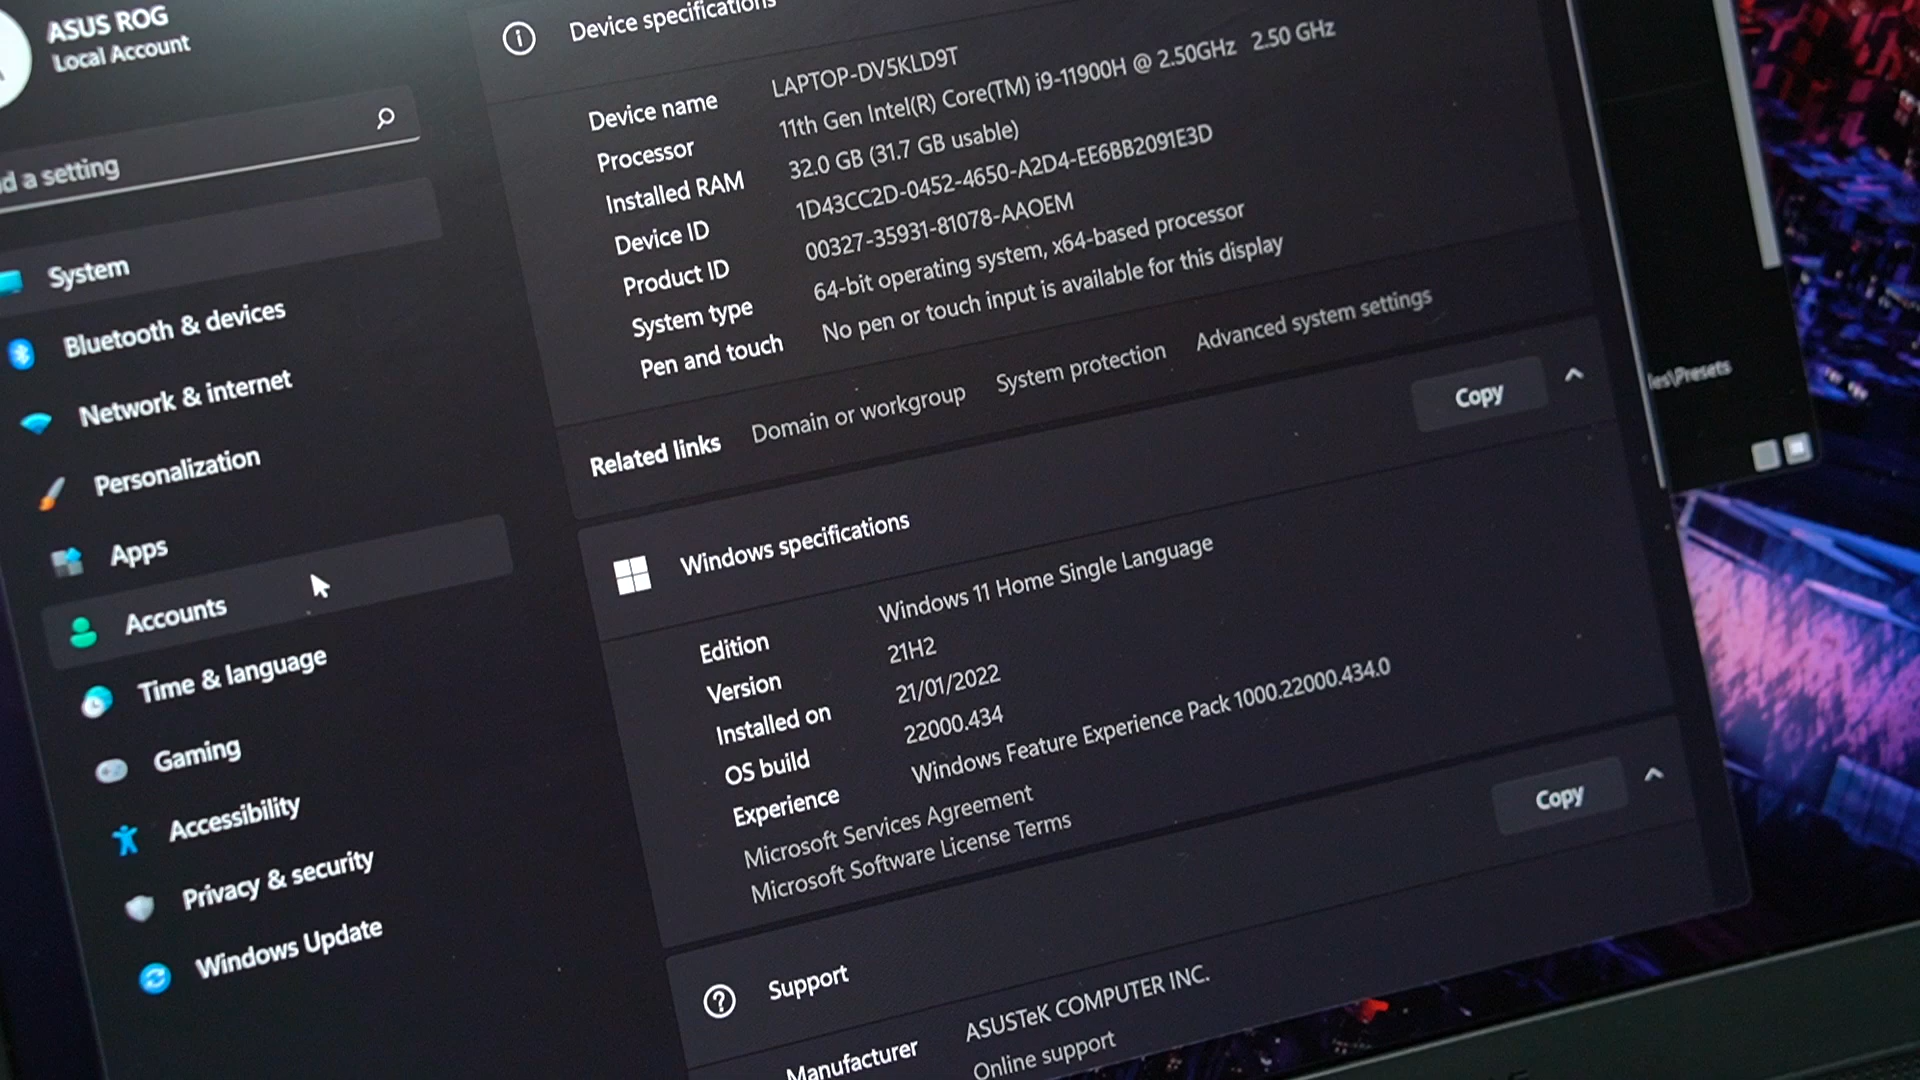 ASUS ROG
Local Account
d a setting
System
Bluetooth & devices
Network & internet
Personalization
Apps
Accounts
Time & language
Gaming
Accessibility
Privacy & security
Windows Update
Device specifications
Device name LAPTOP-DV5KLD9T
Processor 11th Gen Intel(R) Core(TM) i9-11900H @ 2.50GHz 2.50 GHz
Installed RAM 32.0 GB (31.7 GB usable)
Device ID 1D43CC2D-0452-4650-A2D4-EE6BB2091E3D
Product ID 00327-35931-81078-AAOEM
System type 64-bit operating system, x64-based processor
Pen and touch No pen or touch input is available for this display
Related links Domain or workgroup System protection Advanced system settings
Windows specifications Copy
Edition Windows 11 Home Single Language
Version 21H2
Installed on 21/01/2022
OS build 22000.434
Experience Windows Feature Experience Pack 1000.22000.434.0
Microsoft Services Agreement
Microsoft Software License Terms
Support Copy
Manufacturer ASUSTeK COMPUTER INC.
Online support
les\Presets